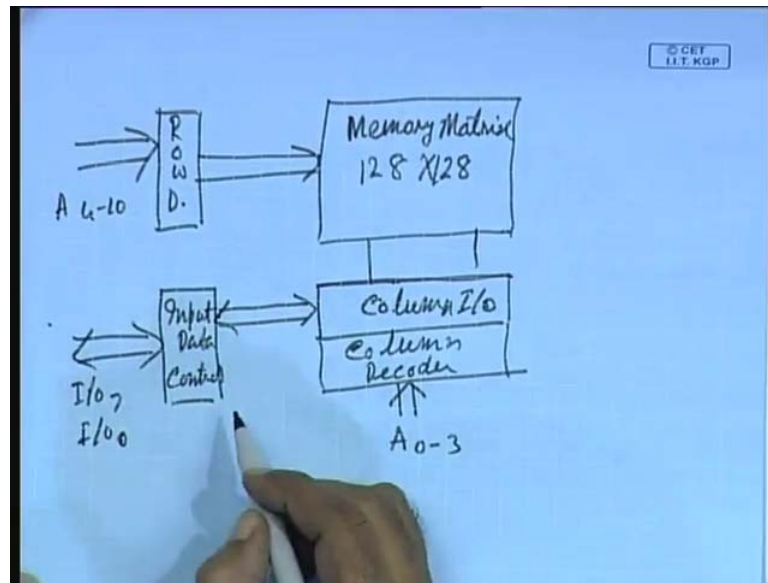 © CET
I.I.T. KGP
R
O
W
D.
Memory Matrix
128 X 128
A 4-10
Input
Data
Control
Column I/O
Column
Decoder
I/O7
I/O0
A0-3